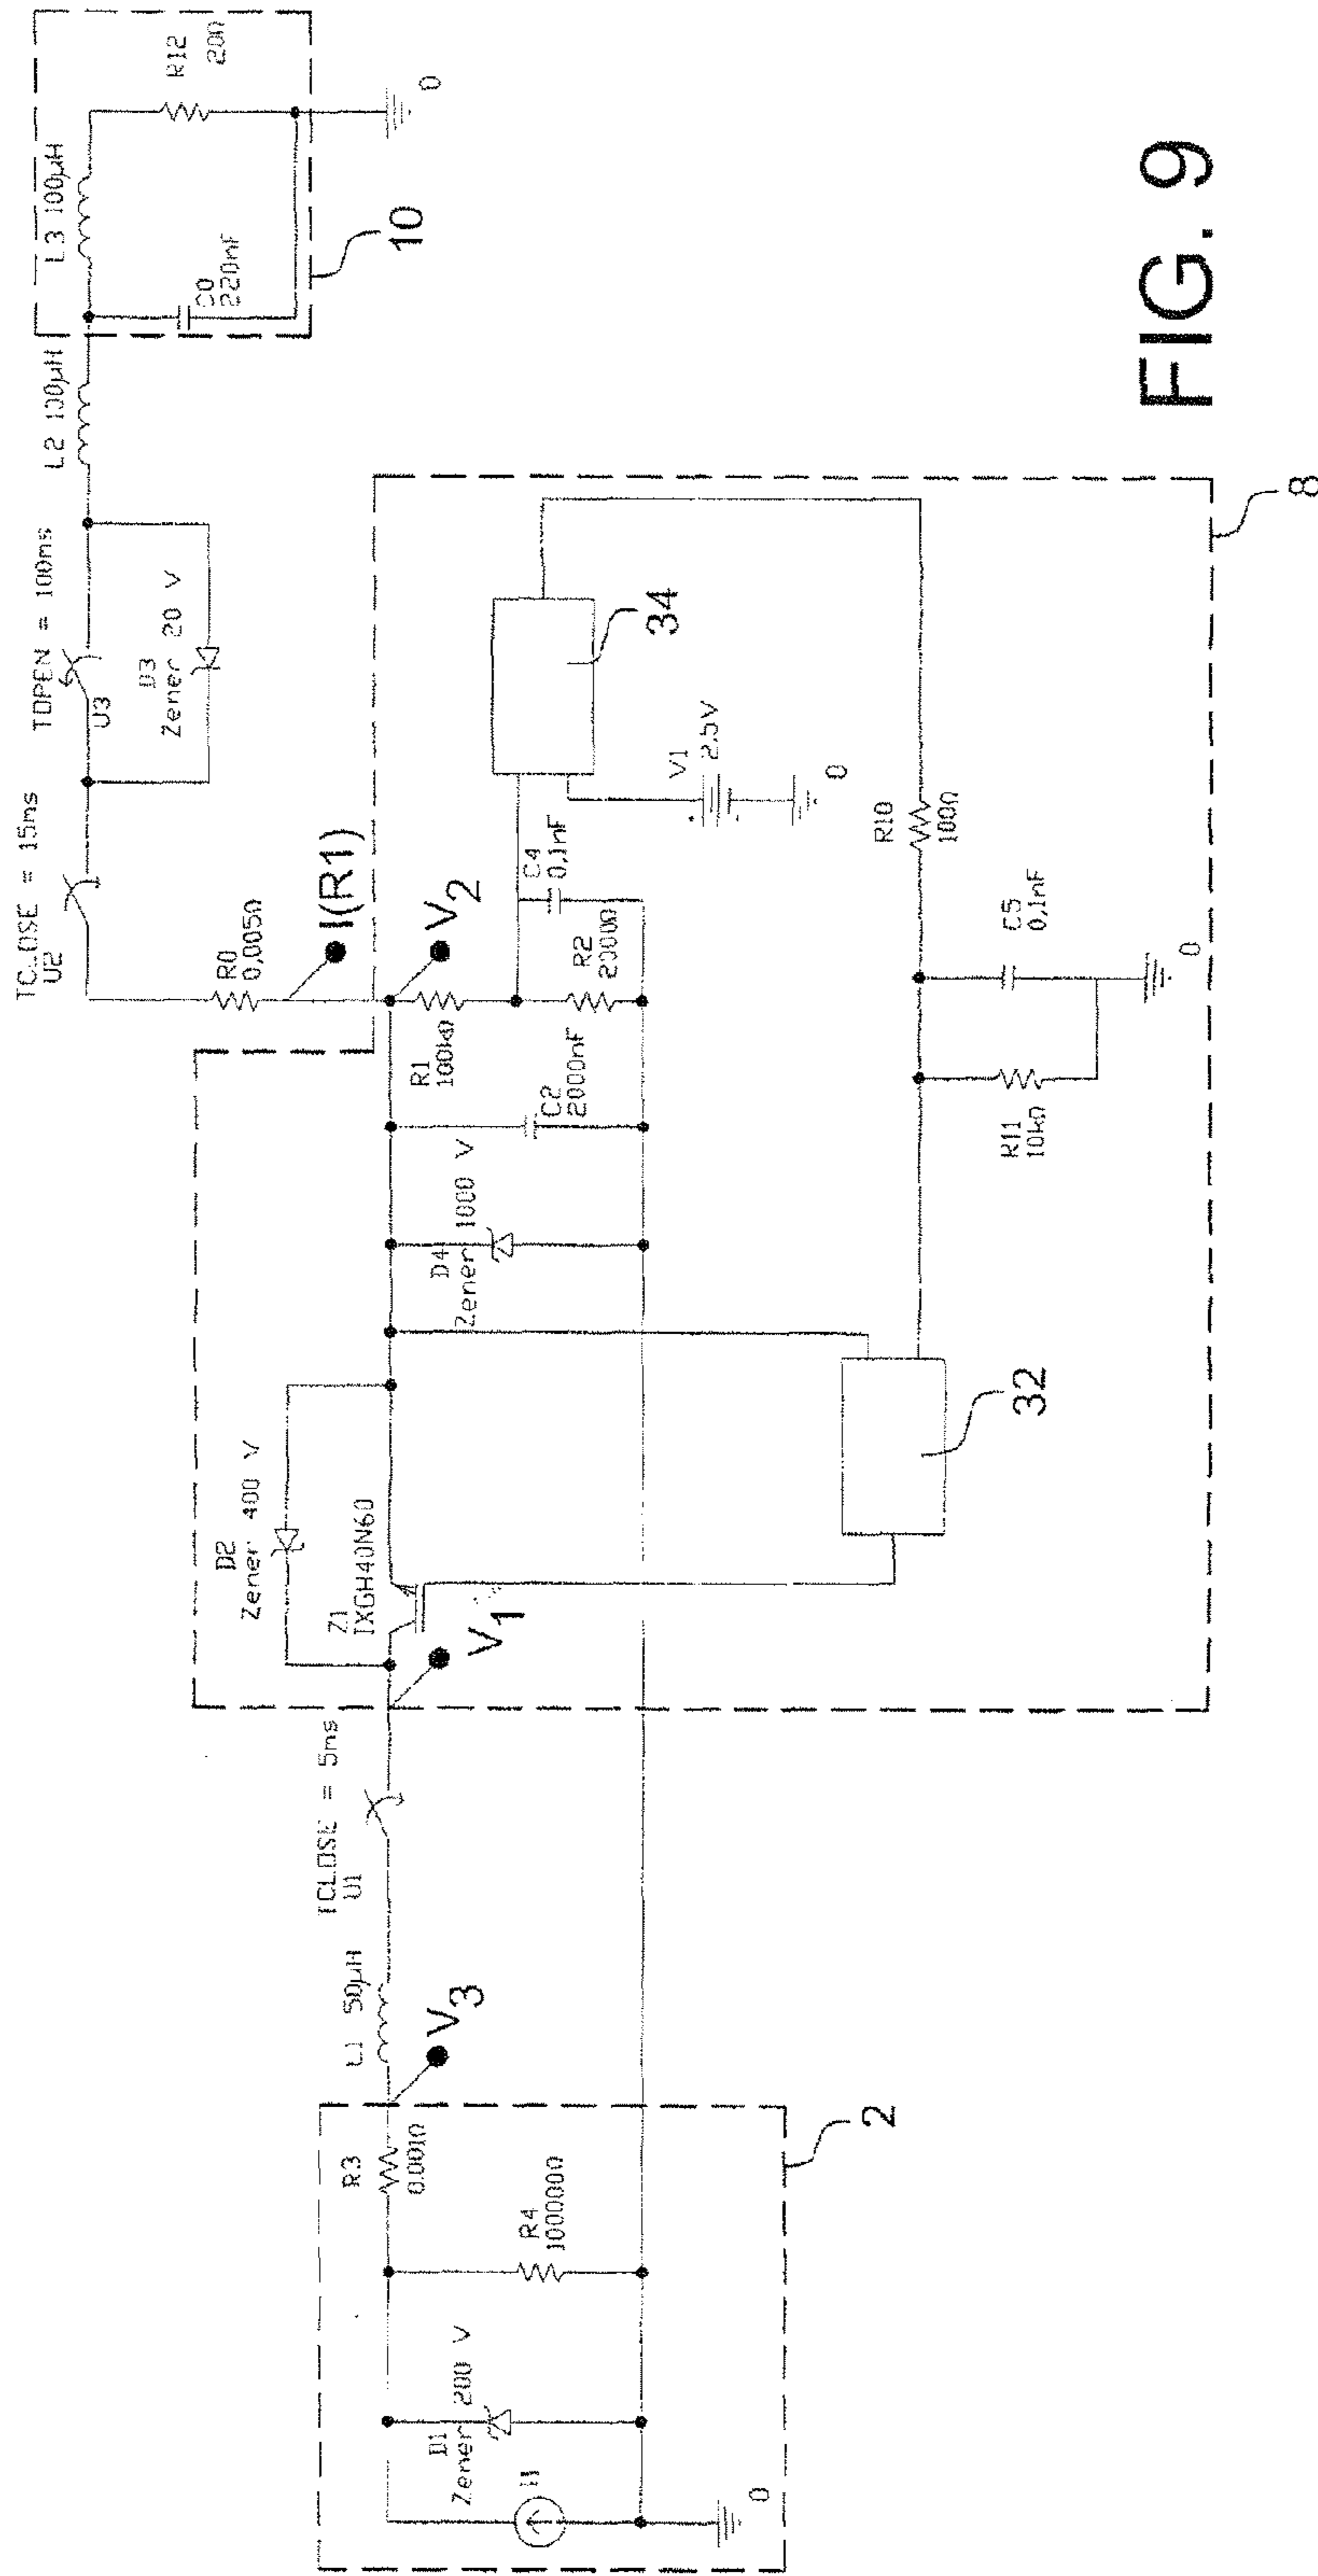 TCLOSE = 15ms
U2
TOPEN = 100ms
U3
D3
Zener 20 V
L2 100µH
L3 100µH
R12
20Ω
C0
220nF
0
10
R0
0,005Ω
I(R1)
V2
D2
Zener 400 V
Z1
IXGH40N60
V1
D4
Zener 1000 V
C2
2000nF
R1
100kΩ
R2
2000Ω
C4
0,1nF
34
V1
2,5V
0
32
R11
10kΩ
C5
0,1nF
0
R10
100Ω
8
TCLOSE = 5ms
U1
L1 50µH
V3
R3
0.001Ω
R4
100000Ω
D1
Zener 200 V
I1
0
2
FIG. 9